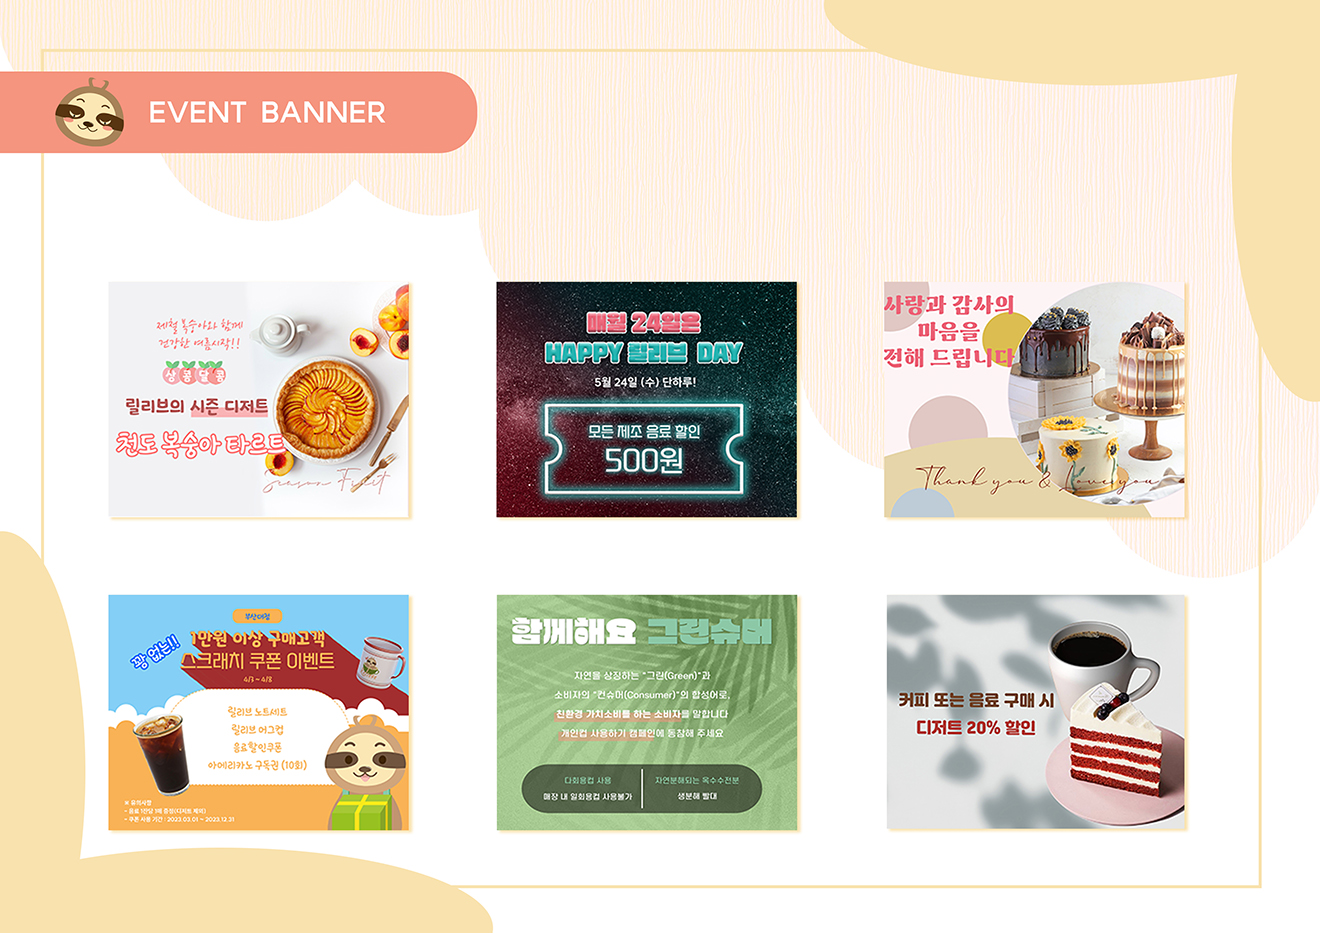 EVENT BANNER
제철 복숭아와 함께
건강한 여름시작!!
상콤달콤
릴리브의 시즌 디저트
천도 복숭아 타르트
Season Fruit
매월 24일은
HAPPY 릴리브 DAY
5월 24일 (수) 단하루!
모든 제조 음료 할인
500원
사랑과 감사의
마음을
전해 드립니다
Thank you & Love you
부산대점
꽝 없는!!
1만원 이상 구매고객
스크래치 쿠폰 이벤트
4/3 ~ 4/8
릴리브 노트세트
릴리브 머그컵
음료할인쿠폰
아메리카노 구독권 (10회)
※ 유의사항
- 음료 1잔당 1매 증정(디저트 제외)
- 쿠폰 사용 기간 : 2023.03.01 ~ 2023.12.31
함께해요 그린슈머
자연을 상징하는 "그린(Green)"과
소비자의 "컨슈머(Consumer)"의 합성어로,
친환경 가치소비를 하는 소비자를 말합니다
개인컵 사용하기 캠페인에 동참해 주세요
다회용컵 사용
매장 내 일회용컵 사용불가
자연분해되는 옥수수전분
생분해 빨대
커피 또는 음료 구매 시
디저트 20% 할인